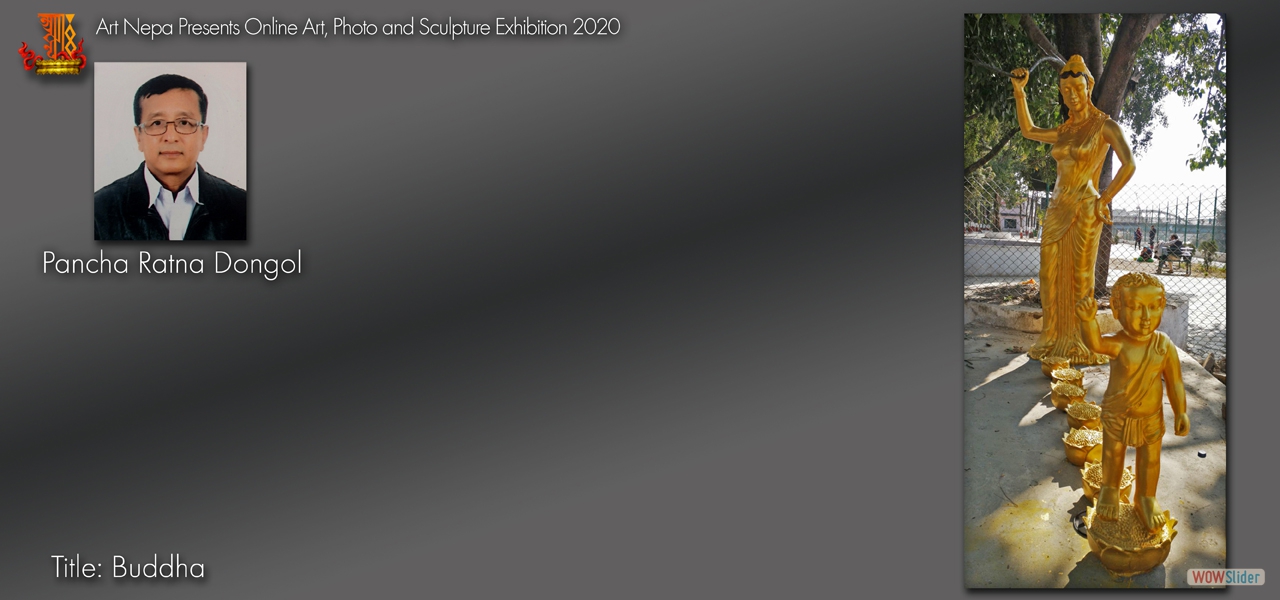 Art Nepa Presents Online Art, Photo and Sculpture Exhibition 2020
Pancha Ratna Dongol
Title: Buddha
WOWSlider